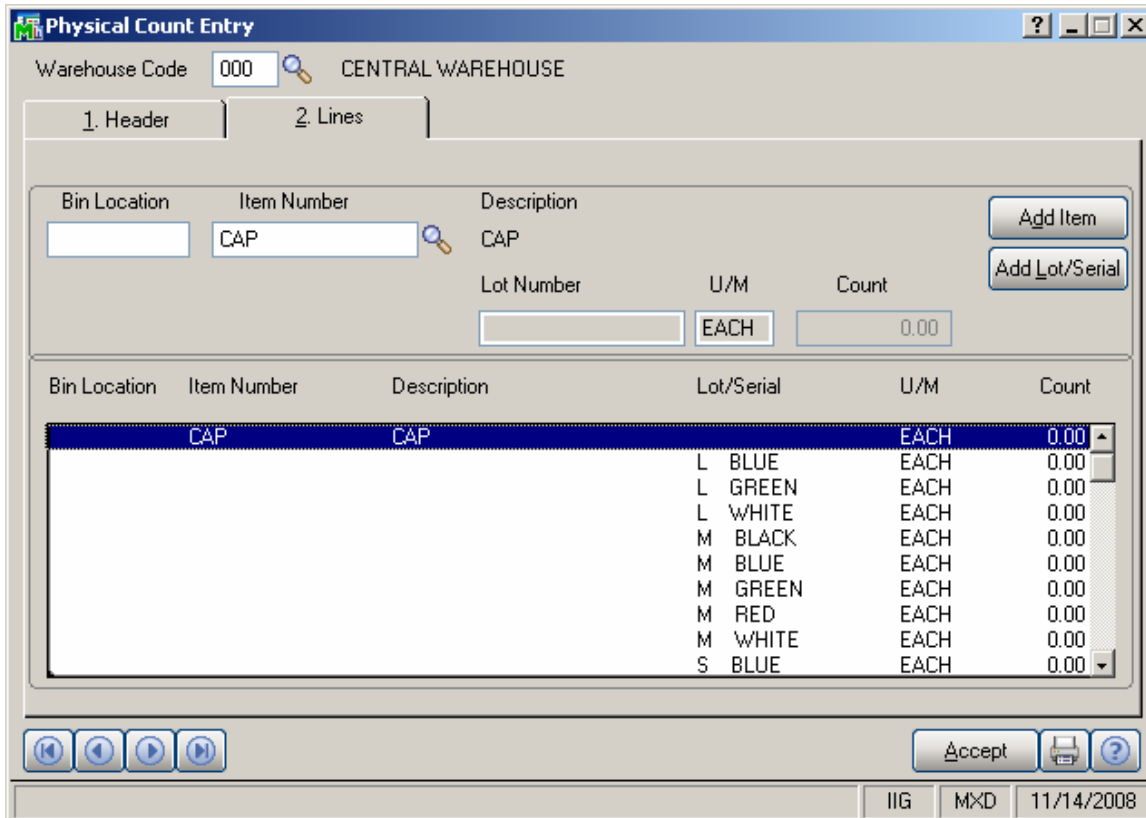 Physical Count Entry
Warehouse Code 000 CENTRAL WAREHOUSE
1. Header 2. Lines
Bin Location Item Number Description
CAP CAP
Add Item
Add Lot/Serial
Lot Number U/M Count
EACH 0.00
Bin Location Item Number Description Lot/Serial U/M Count
CAP CAP EACH 0.00
L BLUE EACH 0.00
L GREEN EACH 0.00
L WHITE EACH 0.00
M BLACK EACH 0.00
M BLUE EACH 0.00
M GREEN EACH 0.00
M RED EACH 0.00
M WHITE EACH 0.00
S BLUE EACH 0.00
Accept
IIG MXD 11/14/2008